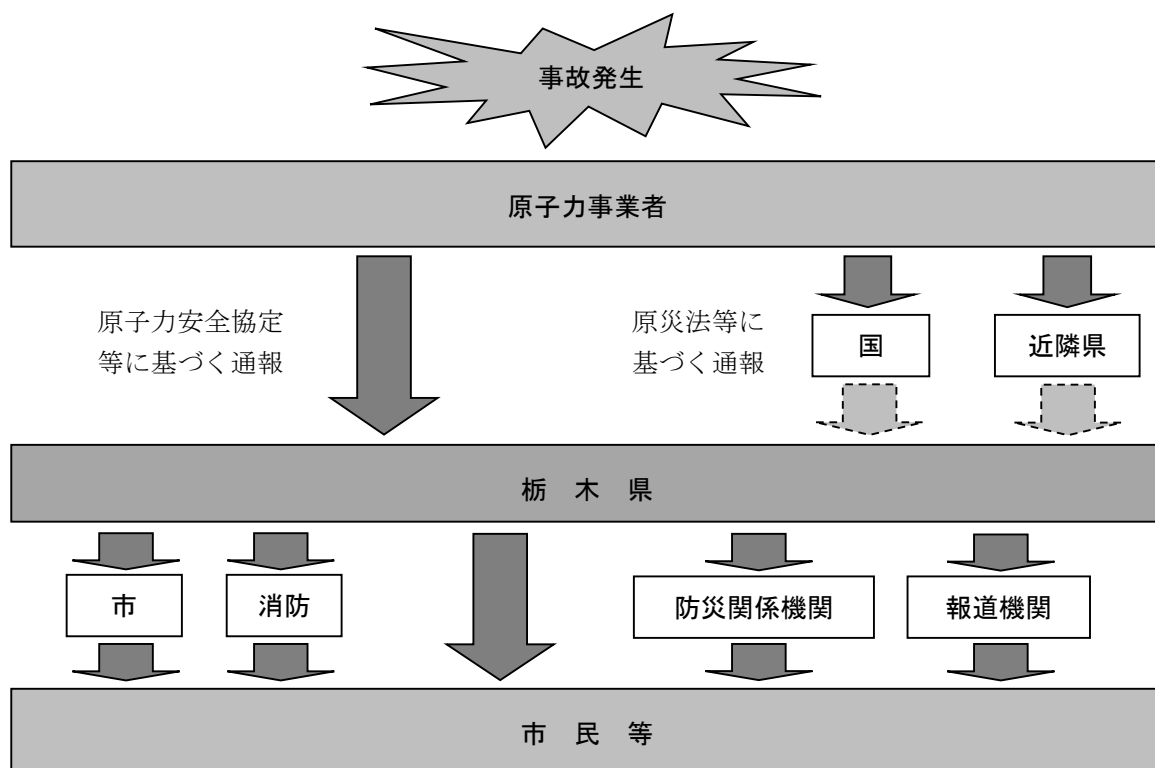 事故発生
原子力事業者
原子力安全協定
等に基づく通報
原災法等に
基づく通報
国
近隣県
栃　木　県
市
消防
防災関係機関
報道機関
市　民　等